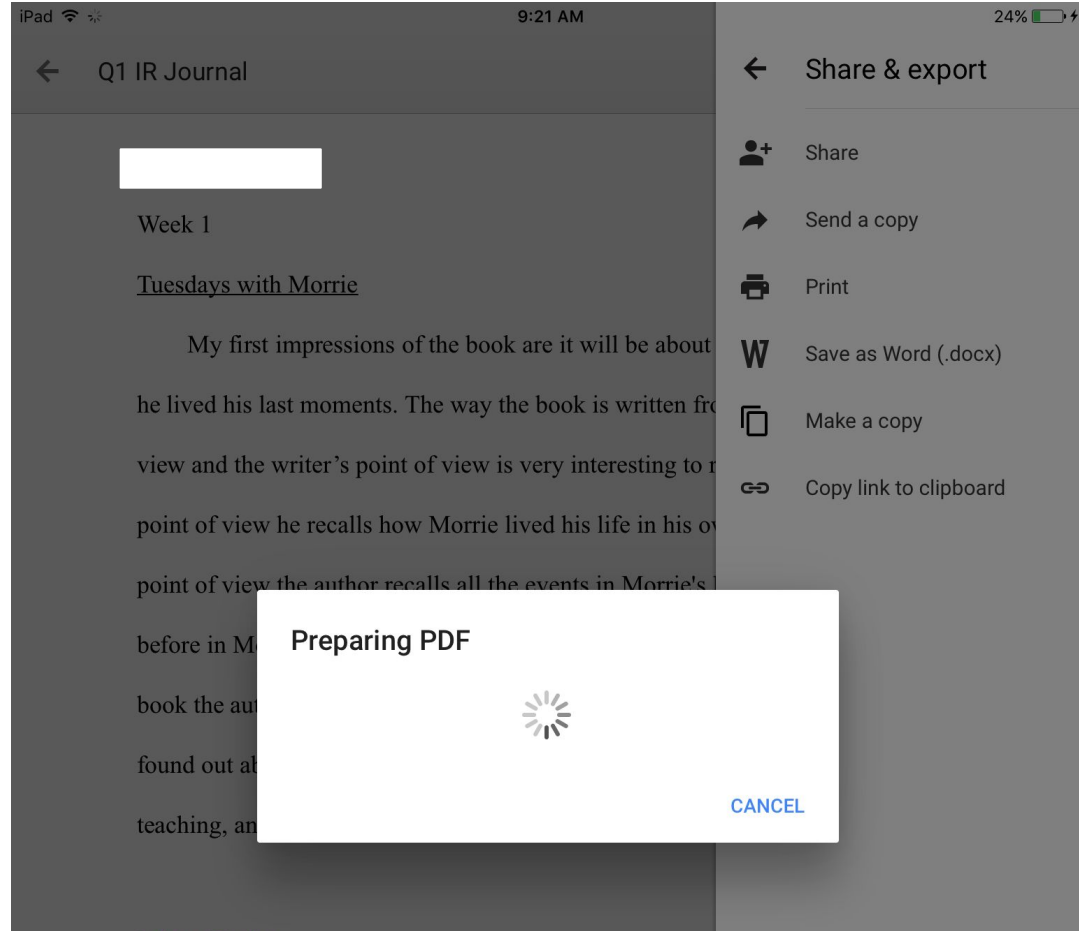 iPad 9:21 AM 24%
Q1 IR Journal
Share & export
Share
Send a copy
Print
Save as Word (.docx)
Make a copy
Copy link to clipboard
Week 1
Tuesdays with Morrie
My first impressions of the book are it will be about
he lived his last moments. The way the book is written
view and the writer's point of view is very interesting to
point of view he recalls how Morrie lived his life in his
point of view the author recalls all the events in Morrie's
before in
book the
found out
teaching,
Preparing PDF
CANCEL